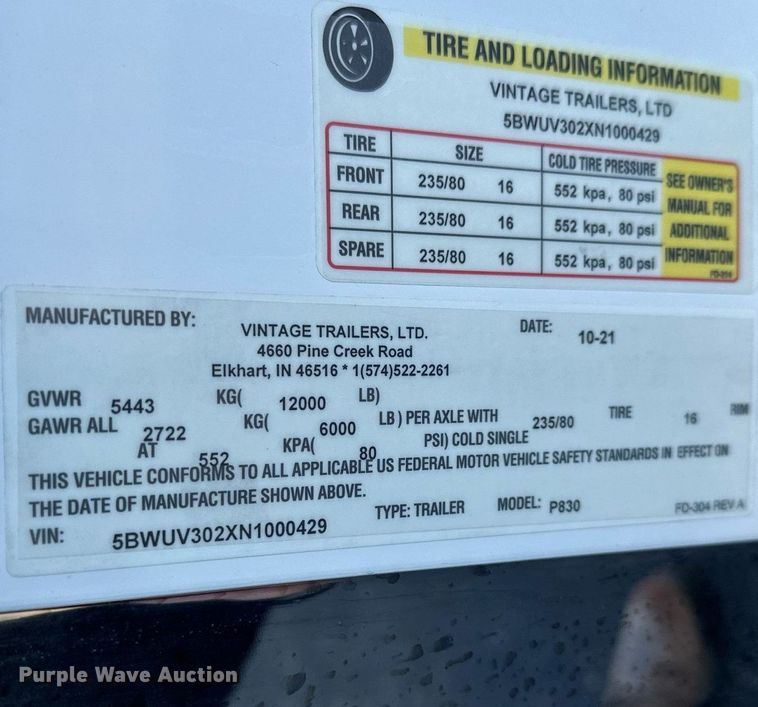 TIRE AND LOADING INFORMATION
VINTAGE TRAILERS, LTD
5BWUV302XN1000429
TIRE SIZE COLD TIRE PRESSURE SEE OWNER'S MANUAL FOR ADDITIONAL INFORMATION
FRONT 235/80 16 552 kpa, 80 psi
REAR 235/80 16 552 kpa, 80 psi
SPARE 235/80 16 552 kpa, 80 psi
MANUFACTURED BY: VINTAGE TRAILERS, LTD. DATE: 10-21
4660 Pine Creek Road
Elkhart, IN 46516 * 1(574)522-2261
GVWR 5443 KG( 12000 LB)
GAWR ALL 2722 KG( 6000 LB) PER AXLE WITH 235/80 TIRE 16 RIM
AT 552 KPA( 80 PSI) COLD SINGLE
THIS VEHICLE CONFORMS TO ALL APPLICABLE US FEDERAL MOTOR VEHICLE SAFETY STANDARDS IN EFFECT ON
THE DATE OF MANUFACTURE SHOWN ABOVE.
VIN: 5BWUV302XN1000429 TYPE: TRAILER MODEL: P830 FD-304 REV A
Purple Wave Auction